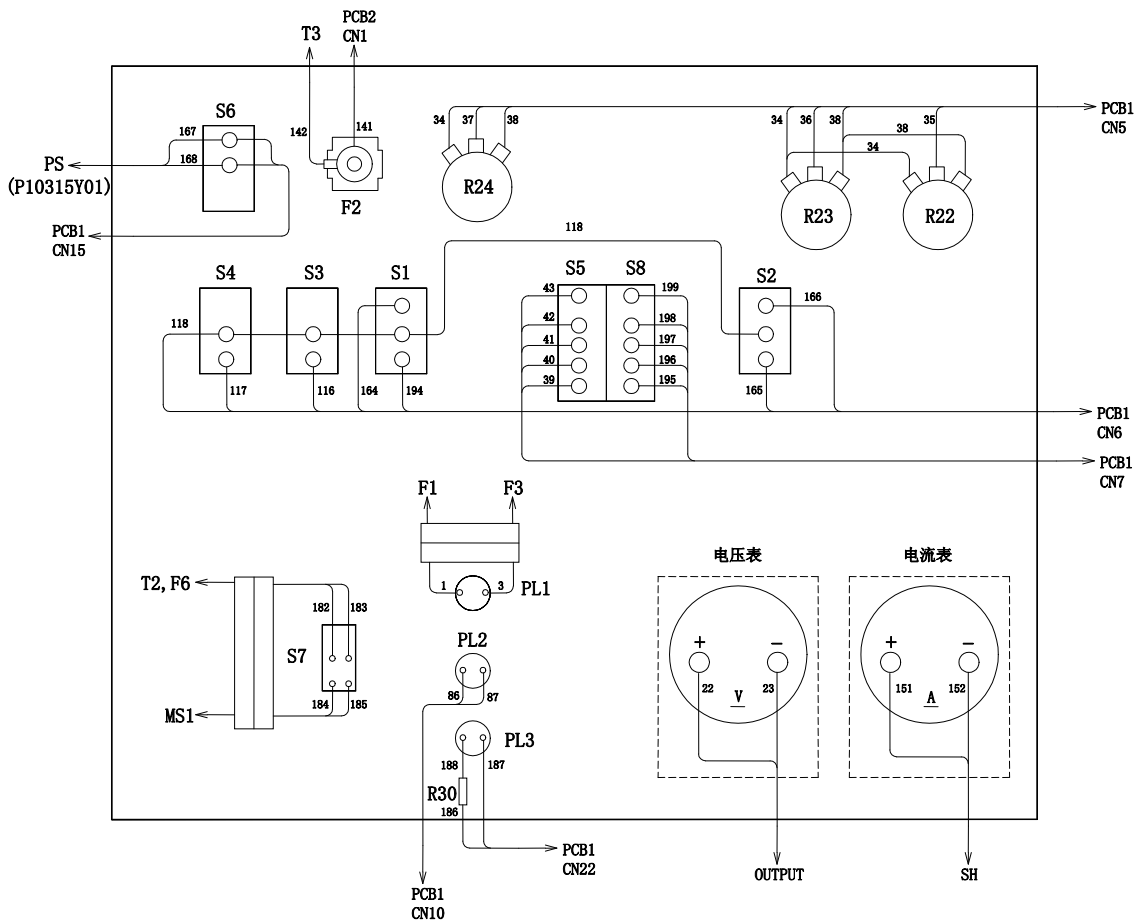 PCB2
CN1
T3
S6
167
168
142
141
F2
PS
(P10315Y01)
PCB1
CN15
34
37
38
R24
34
36
38
35
38
34
R23
R22
PCB1
CN5
118
S4
S3
S1
S5
S8
S2
118
117
116
164
194
43
42
41
40
39
199
198
197
196
195
166
165
PCB1
CN6
PCB1
CN7
F1
F3
1
3
PL1
T2, F6
182
183
S7
184
185
MS1
PL2
86
87
PL3
188
187
R30
186
PCB1
CN22
PCB1
CN10
电压表
+
-
22
23
V
OUTPUT
电流表
+
-
151
152
A
SH